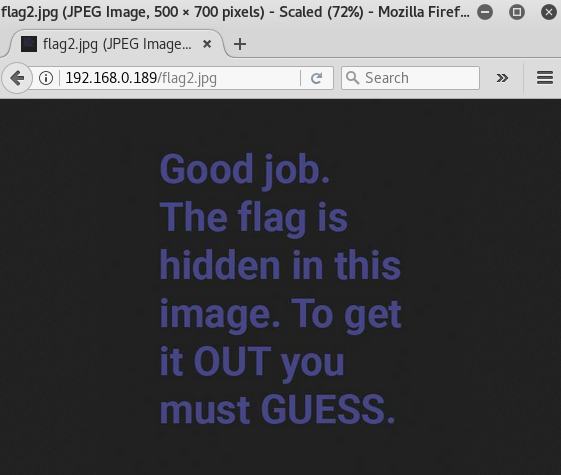 flag2.jpg (JPEG Image, 500 × 700 pixels) - Scaled (72%) - Mozilla Firef...
flag2.jpg (JPEG Image...
192.168.0.189/flag2.jpg
Search
Good job.
The flag is
hidden in this
image. To get
it OUT you
must GUESS.